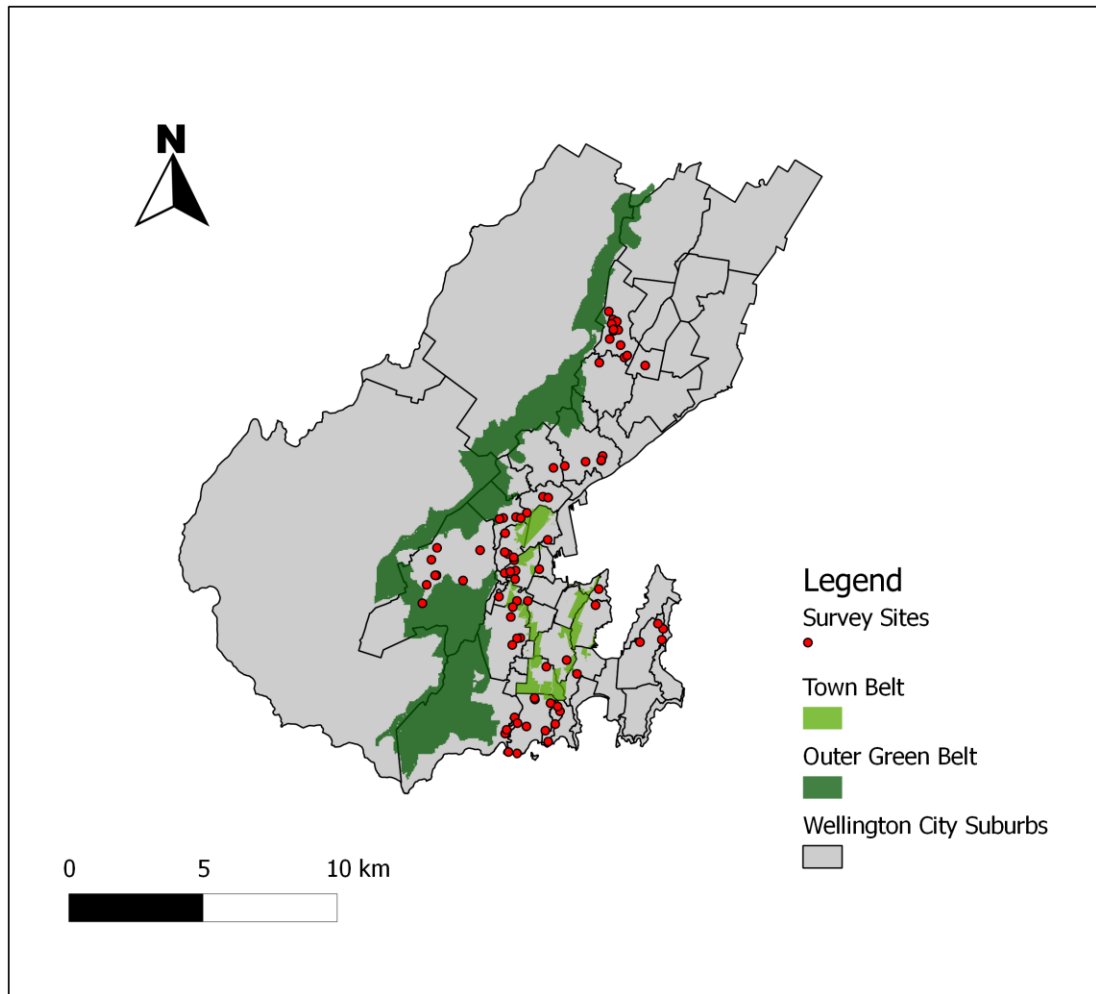 N
Legend
Survey Sites
Town Belt
Outer Green Belt
Wellington City Suburbs
0 5 10 km